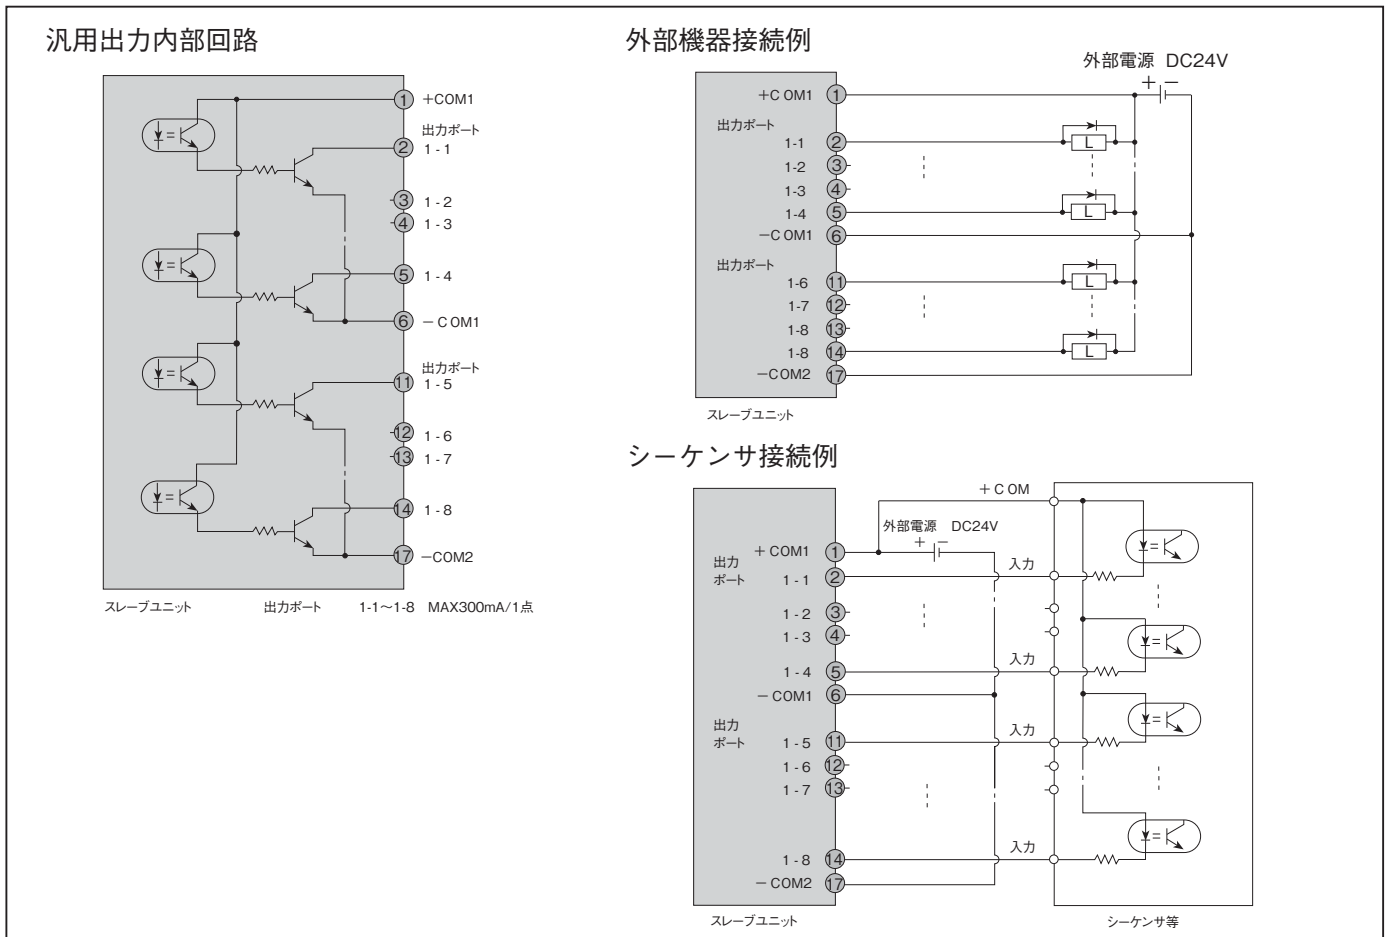 汎用出力内部回路
1 +COM1
出力ポート
2 1-1
3 1-2
4 1-3
5 1-4
6 －COM1
出力ポート
11 1-5
12 1-6
13 1-7
14 1-8
17 －COM2
スレーブユニット 出力ポート 1-1～1-8 MAX300mA/1点
外部機器接続例
外部電源 DC24V
+ －
+COM1 1
出力ポート
1-1 2
1-2 3
1-3 4
1-4 5
－COM1 6
出力ポート
1-6 11
1-7 12
1-8 13
1-8 14
－COM2 17
L
L
L
L
スレーブユニット
シーケンサ接続例
+COM
外部電源 DC24V
+ －
+COM1 1
出力
ポート
1-1 2 入力
1-2 3
1-3 4
1-4 5 入力
－COM1 6
出力
ポート
1-5 11 入力
1-6 12
1-7 13
1-8 14 入力
－COM2 17
スレーブユニット
シーケンサ等